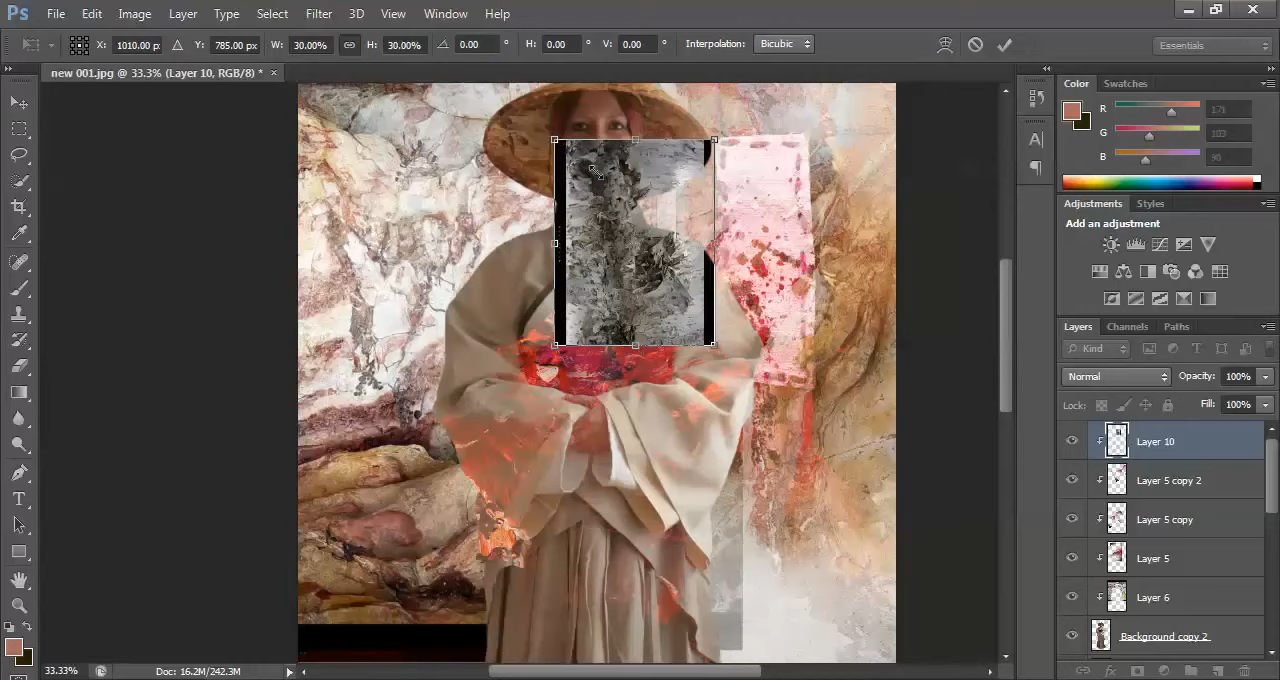 Ps File Edit Image Layer Type Select Filter 3D View Window Help
X: 1010.00 p: Y: 785.00 px W: 30.00% H: 30.00% 0.00 ° H: 0.00 ° V: 0.00 ° Interpolation: Bicubic Essentials
new 001.jpg @ 33.3% (Layer 10, RGB/8) * ×
Color Swatches
R
G
B
Adjustments Styles
Add an adjustment
Layers Channels Paths
Kind
Normal Opacity: 100%
Lock: Fill: 100%
Layer 10
Layer 5 copy 2
Layer 5 copy
Layer 5
Layer 6
Background copy 2
33.33% Doc: 16.2M/242.3M